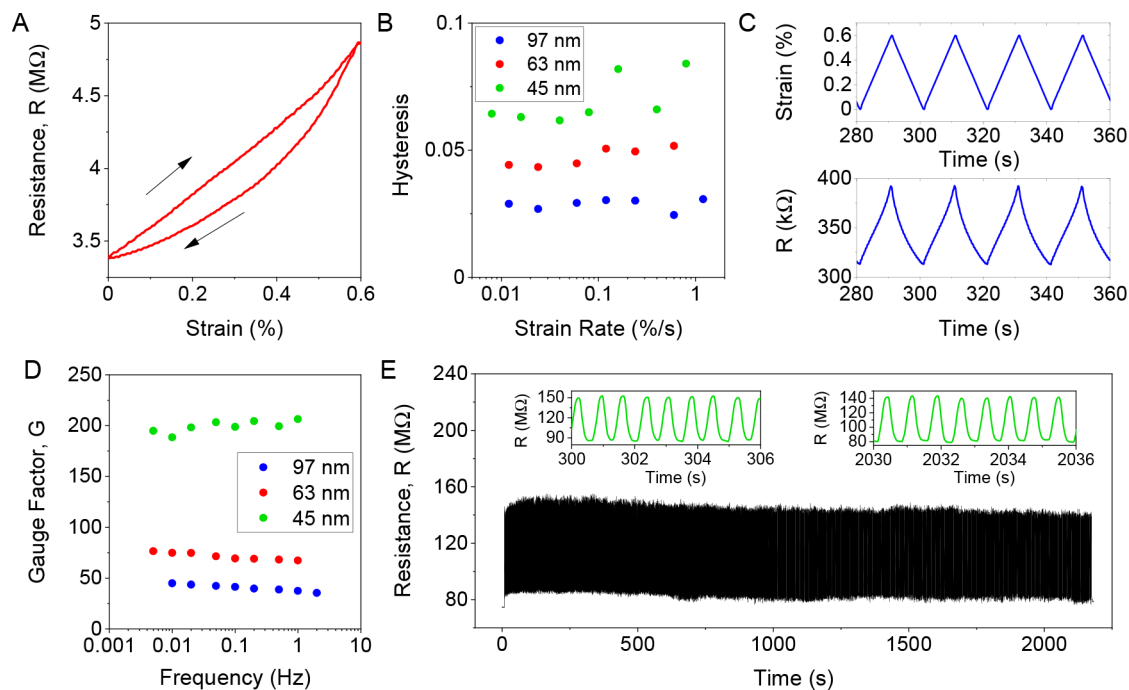 A
Resistance, R (MΩ)
5
4.5
4
3.5
0 0.2 0.4 0.6
Strain (%)
B
Hysteresis
0.1
0.05
0
97 nm
63 nm
45 nm
0.01 0.1 1
Strain Rate (%/s)
C
Strain (%)
0.6
0.4
0.2
0
280 300 320 340 360
Time (s)
R (kΩ)
400
350
300
280 300 320 340 360
Time (s)
D
Gauge Factor, G
250
200
150
100
50
0
97 nm
63 nm
45 nm
0.001 0.01 0.1 1 10
Frequency (Hz)
E
Resistance, R (MΩ)
240
200
160
120
80
R (MΩ)
150
120
90
300 302 304 306
Time (s)
R (MΩ)
140
120
100
80
2030 2032 2034 2036
Time (s)
0 500 1000 1500 2000
Time (s)